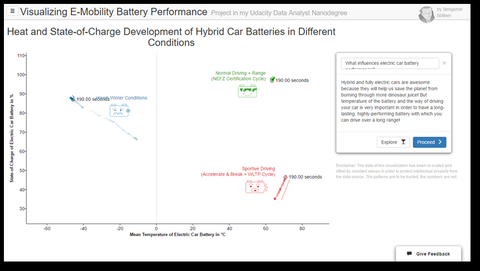 ≡ Visualizing E-Mobility Battery Performance Project in my Udacity Data Analyst Nanodegree
by Benjamin
Heat and State-of-Charge Development of Hybrid Car Batteries in Different
Conditions
State of Charge of Electric Car Battery in %
110
100
90
80
70
60
50
40
30
Winter Conditions
190.00 seconds
Normal Driving + Range
(NEFZ Certification Cycle)
190.00 seconds
Sportive Driving
(Accelerate & Break + WLTP Cycle)
190.00 seconds
-60
-40
-20
0
20
40
60
80
Mean Temperature of Electric Car Battery in °C
What influences electric car battery
×
Hybrid and fully electric cars are awesome
because they will help us save the planet from
burning through more dinosaur juice! But
temperature of the battery and the way of driving
your car is very important in order to have a long-
lasting, highly-performing battery with which you
can drive over a long range!
Explore
Proceed
Disclaimer: The data of this visualization has been re-scaled and
offset by constant values in order to protect intellectual property from
the data source. The patterns are to be trusted, the numbers are not.
Give Feedback